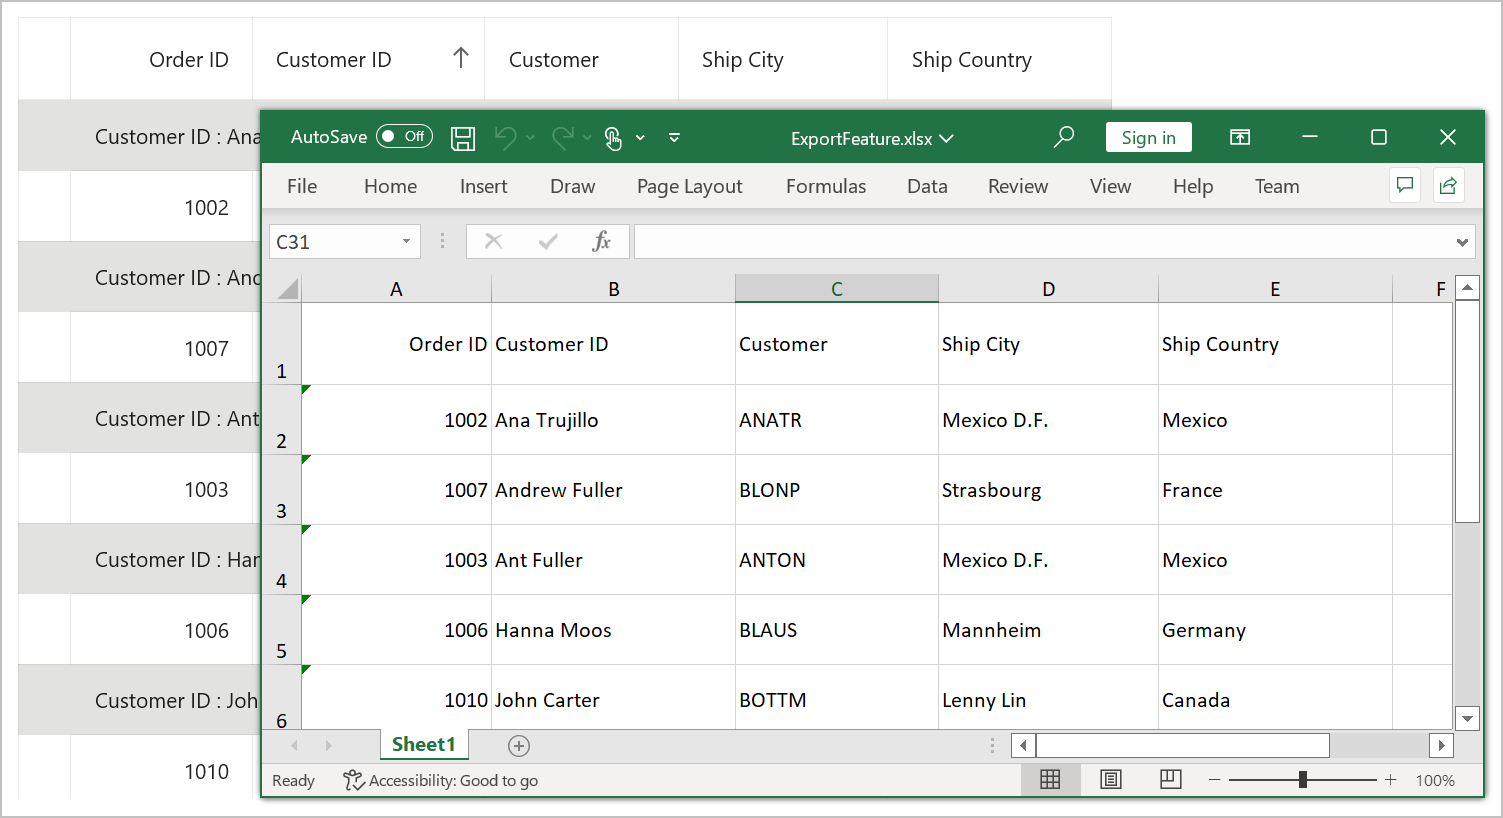 Order ID Customer ID Customer Ship City Ship Country
Customer ID : Ana
1002
Customer ID : And
1007
Customer ID : Ant
1003
Customer ID : Han
1006
Customer ID : Joh
1010
AutoSave Off ExportFeature.xlsx Sign in
File Home Insert Draw Page Layout Formulas Data Review View Help Team
C31 fx
A B C D E F
1 Order ID Customer ID Customer Ship City Ship Country
2 1002 Ana Trujillo ANATR Mexico D.F. Mexico
3 1007 Andrew Fuller BLONP Strasbourg France
4 1003 Ant Fuller ANTON Mexico D.F. Mexico
5 1006 Hanna Moos BLAUS Mannheim Germany
6 1010 John Carter BOTTM Lenny Lin Canada
Sheet1
Ready Accessibility: Good to go 100%